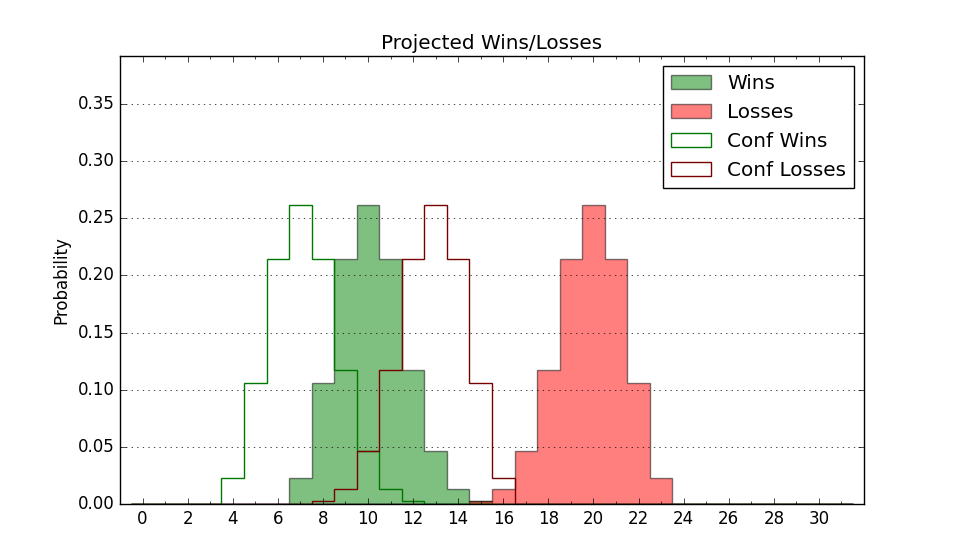 Projected Wins/Losses
Wins
Losses
Conf Wins
Conf Losses
Probability
0.35
0.30
0.25
0.20
0.15
0.10
0.05
0.00
0 2 4 6 8 10 12 14 16 18 20 22 24 26 28 30